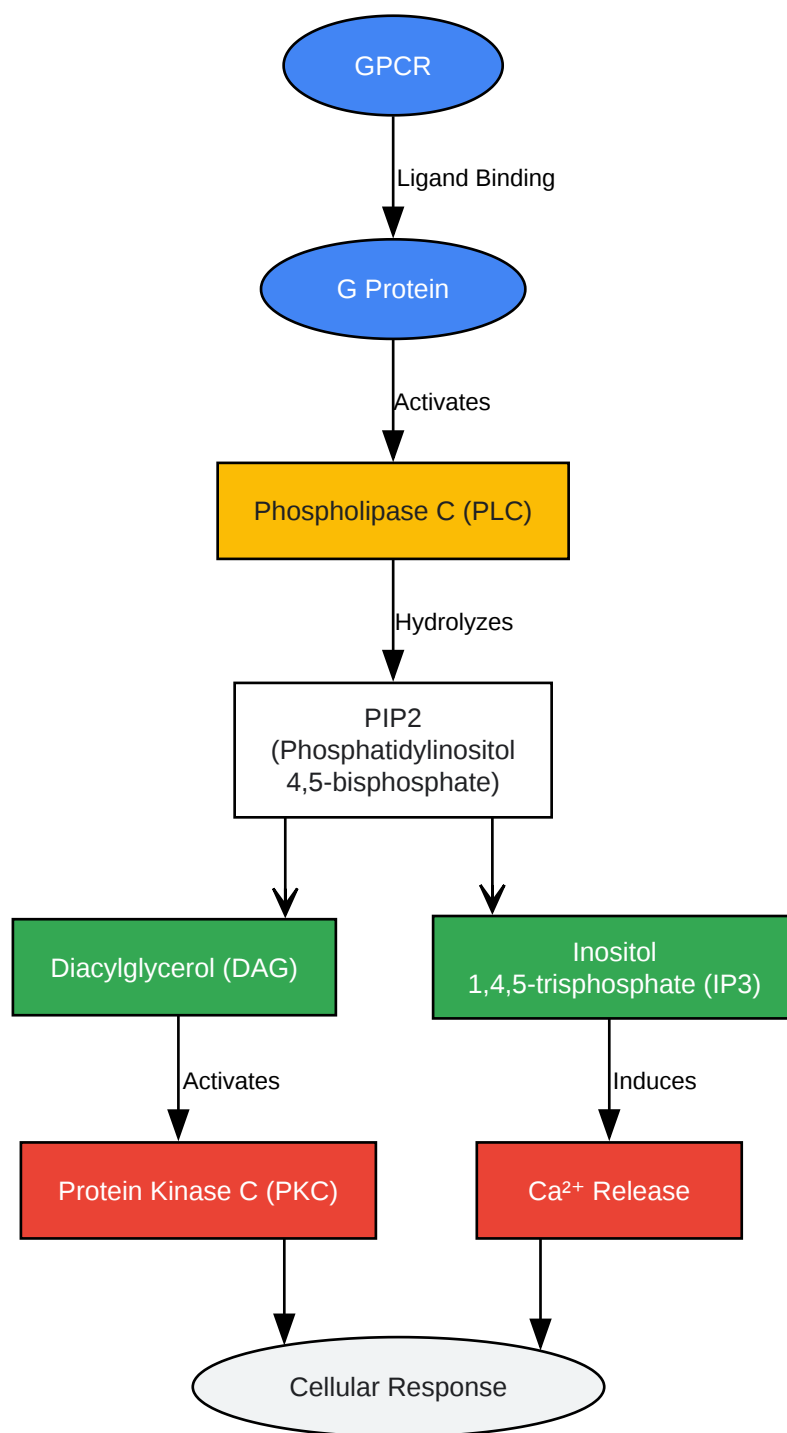 GPCR
Ligand Binding
G Protein
Activates
Phospholipase C (PLC)
Hydrolyzes
PIP2
(Phosphatidylinositol
4,5-bisphosphate)
Diacylglycerol (DAG)
Inositol
1,4,5-trisphosphate (IP3)
Activates
Induces
Protein Kinase C (PKC)
Ca²⁺ Release
Cellular Response